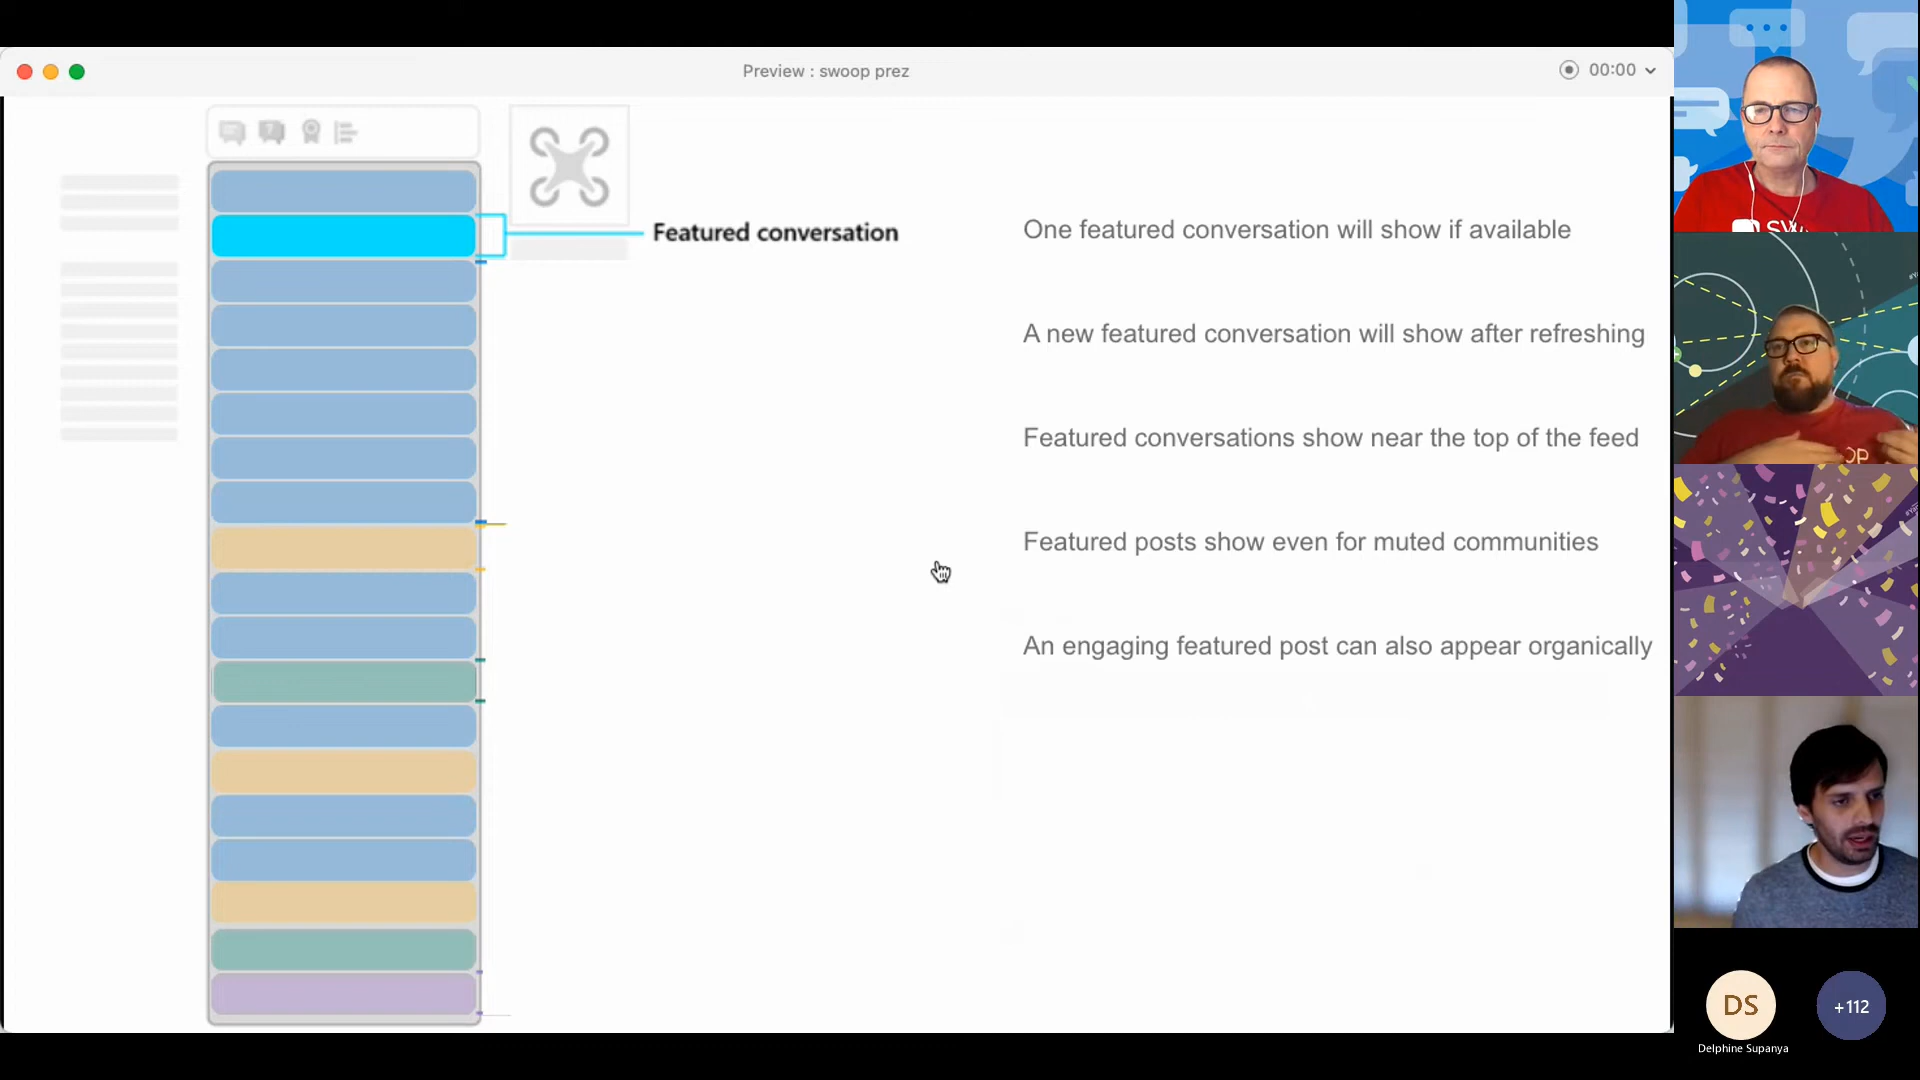 Preview : swoop prez
00:00
Featured conversation
One featured conversation will show if available
A new featured conversation will show after refreshing
Featured conversations show near the top of the feed
Featured posts show even for muted communities
An engaging featured post can also appear organically
SW
OP
DS
+112
Delphine Supanya